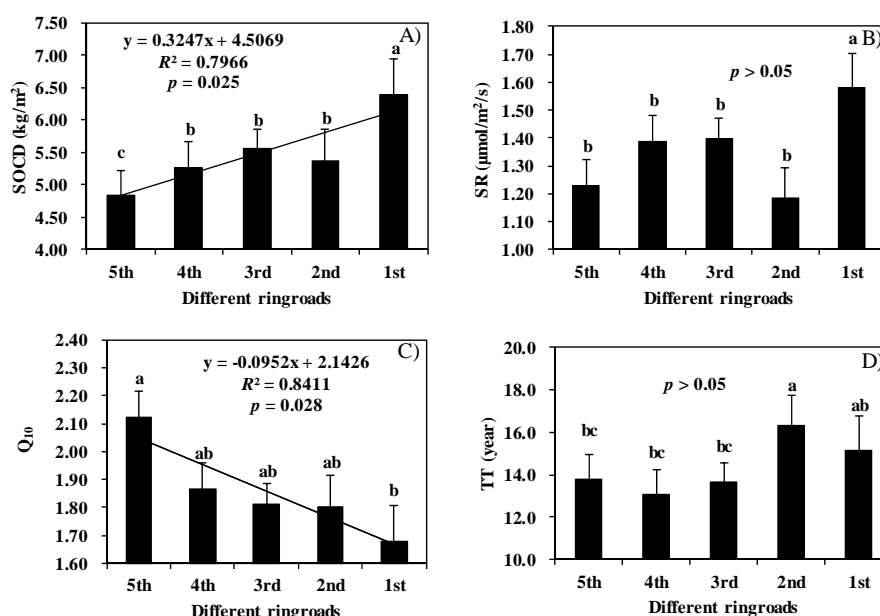 A)
y = 0.3247x + 4.5069
R² = 0.7966
p = 0.025
SOCD (kg/m²)
7.50
7.00
6.50
6.00
5.50
5.00
4.50
4.00
c
b
b
b
a
5th 4th 3rd 2nd 1st
Different ringroads
B)
p > 0.05
SR (μmol/m²/s)
1.80
1.70
1.60
1.50
1.40
1.30
1.20
1.10
1.00
b
b
b
b
a
5th 4th 3rd 2nd 1st
Different ringroads
C)
y = -0.0952x + 2.1426
R² = 0.8411
p = 0.028
Q₁₀
2.40
2.30
2.20
2.10
2.00
1.90
1.80
1.70
1.60
a
ab
ab
ab
b
5th 4th 3rd 2nd 1st
Different ringroads
D)
p > 0.05
TT (year)
20.0
18.0
16.0
14.0
12.0
10.0
bc
bc
bc
a
ab
5th 4th 3rd 2nd 1st
Different ringroads